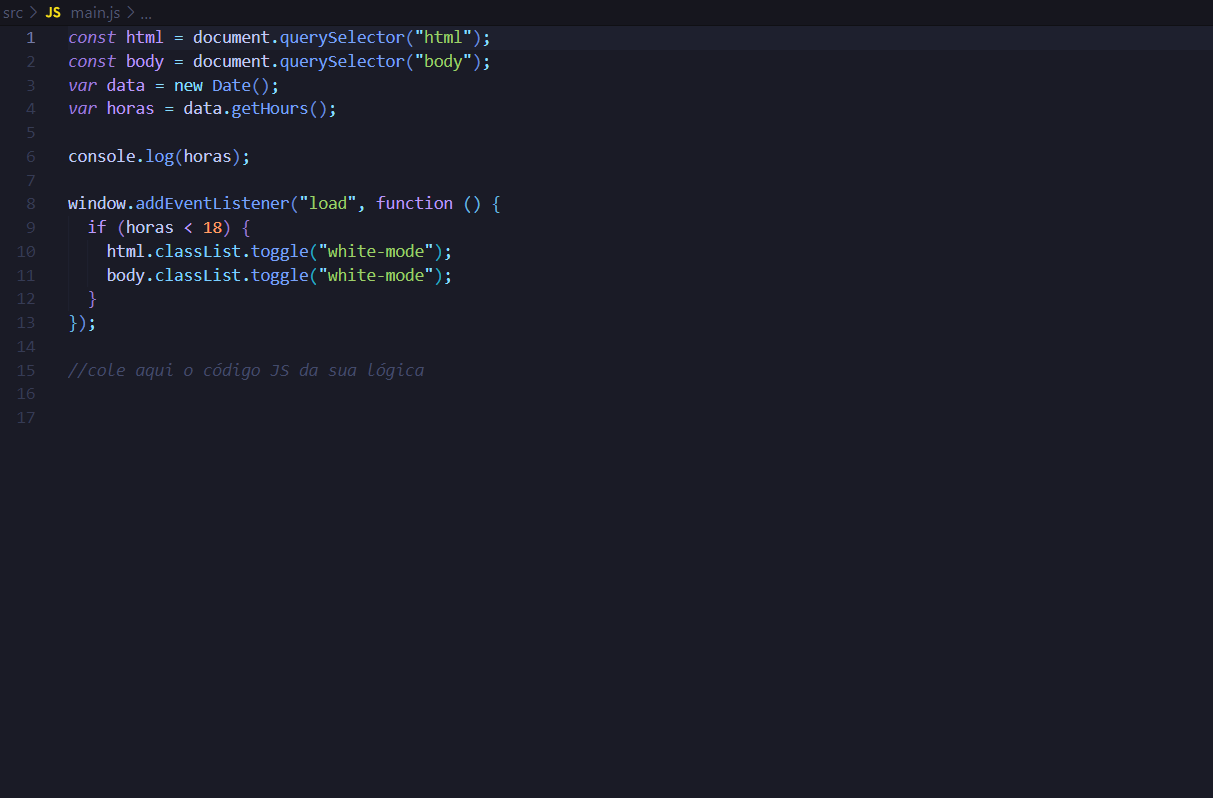 src > JS main.js > ...
1 const html = document.querySelector("html");
2 const body = document.querySelector("body");
3 var data = new Date();
4 var horas = data.getHours();
5
6 console.log(horas);
7
8 window.addEventListener("load", function () {
9   if (horas < 18) {
10     html.classList.toggle("white-mode");
11     body.classList.toggle("white-mode");
12   }
13 });
14
15 //cole aqui o código JS da sua lógica
16
17